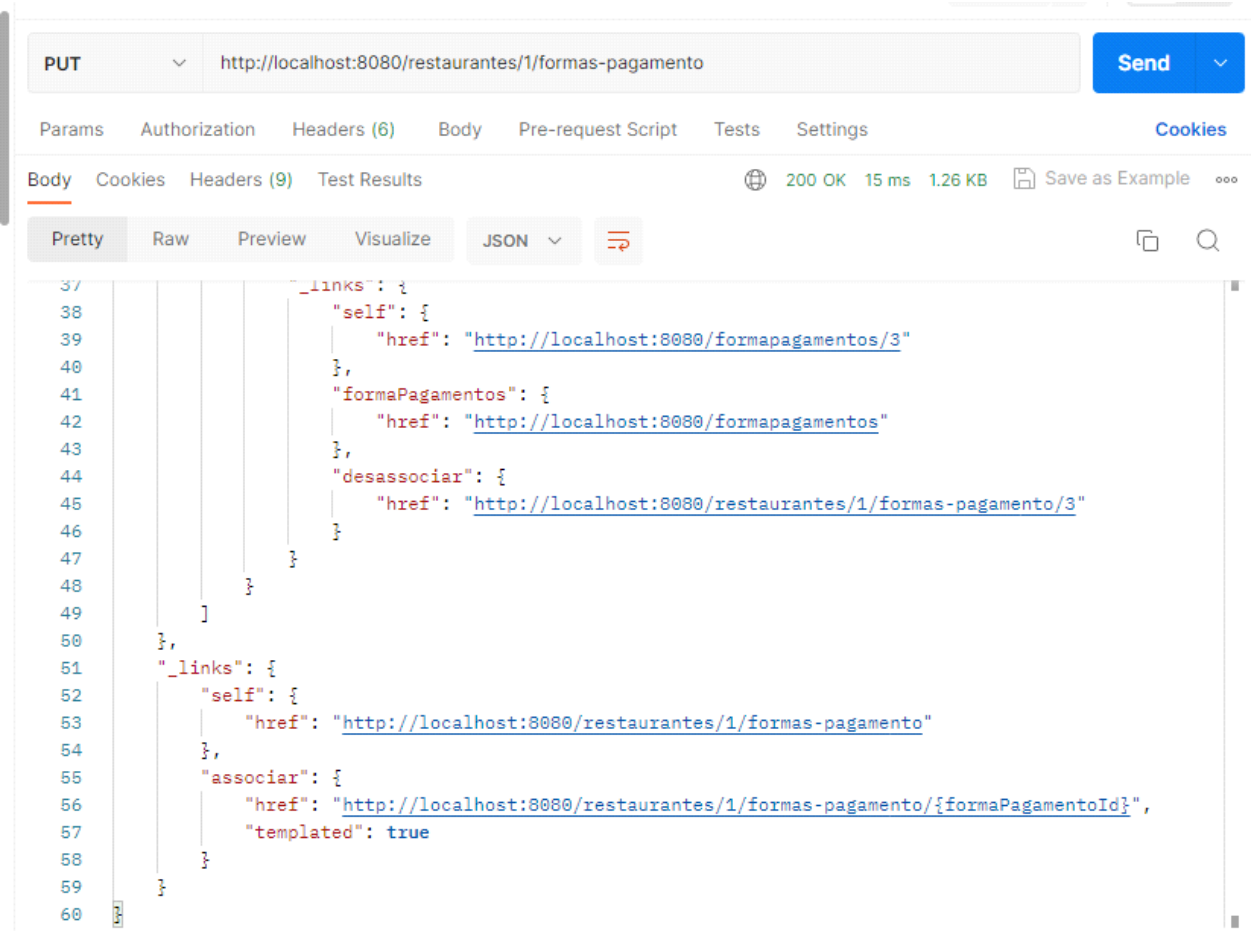 PUT http://localhost:8080/restaurantes/1/formas-pagamento Send
Params Authorization Headers (6) Body Pre-request Script Tests Settings Cookies
Body Cookies Headers (9) Test Results 200 OK 15 ms 1.26 KB Save as Example
Pretty Raw Preview Visualize JSON
37 "_links": {
38 "self": {
39 "href": "http://localhost:8080/formapagamentos/3"
40 },
41 "formaPagamentos": {
42 "href": "http://localhost:8080/formapagamentos"
43 },
44 "desassociar": {
45 "href": "http://localhost:8080/restaurantes/1/formas-pagamento/3"
46 }
47 }
48 }
49 ]
50 },
51 "_links": {
52 "self": {
53 "href": "http://localhost:8080/restaurantes/1/formas-pagamento"
54 },
55 "associar": {
56 "href": "http://localhost:8080/restaurantes/1/formas-pagamento/{formaPagamentoId}",
57 "templated": true
58 }
59 }
60 }